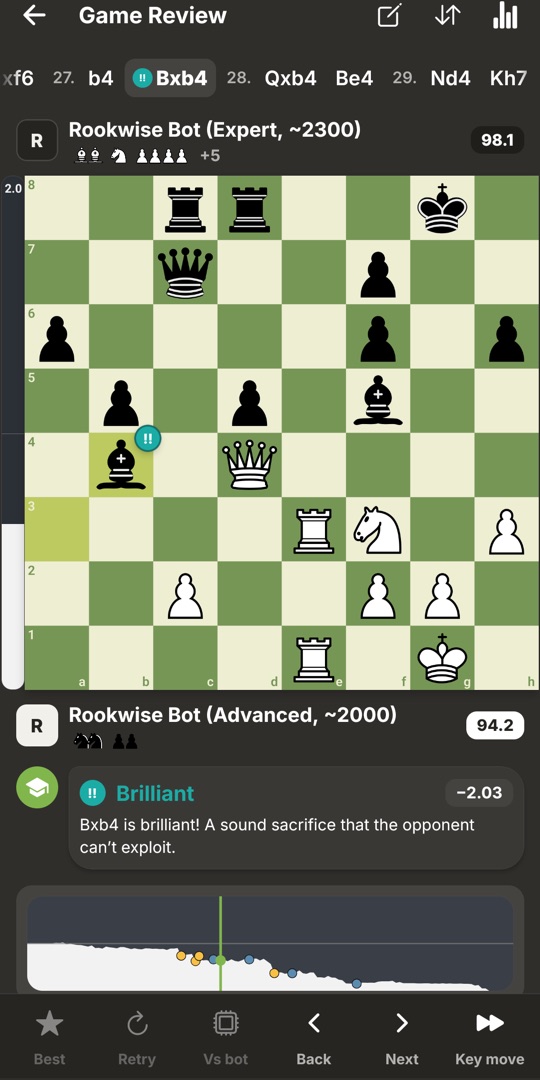 Game Review
xf6 27. b4 !! Bxb4 28. Qxb4 Be4 29. Nd4 Kh7
R Rookwise Bot (Expert, ~2300) 98.1
+5
2.0
8
7
6
5
4
3
2
1
a b c d e f g h
!!
R Rookwise Bot (Advanced, ~2000) 94.2
!! Brilliant −2.03
Bxb4 is brilliant! A sound sacrifice that the opponent
can’t exploit.
Best Retry Vs bot Back Next Key move